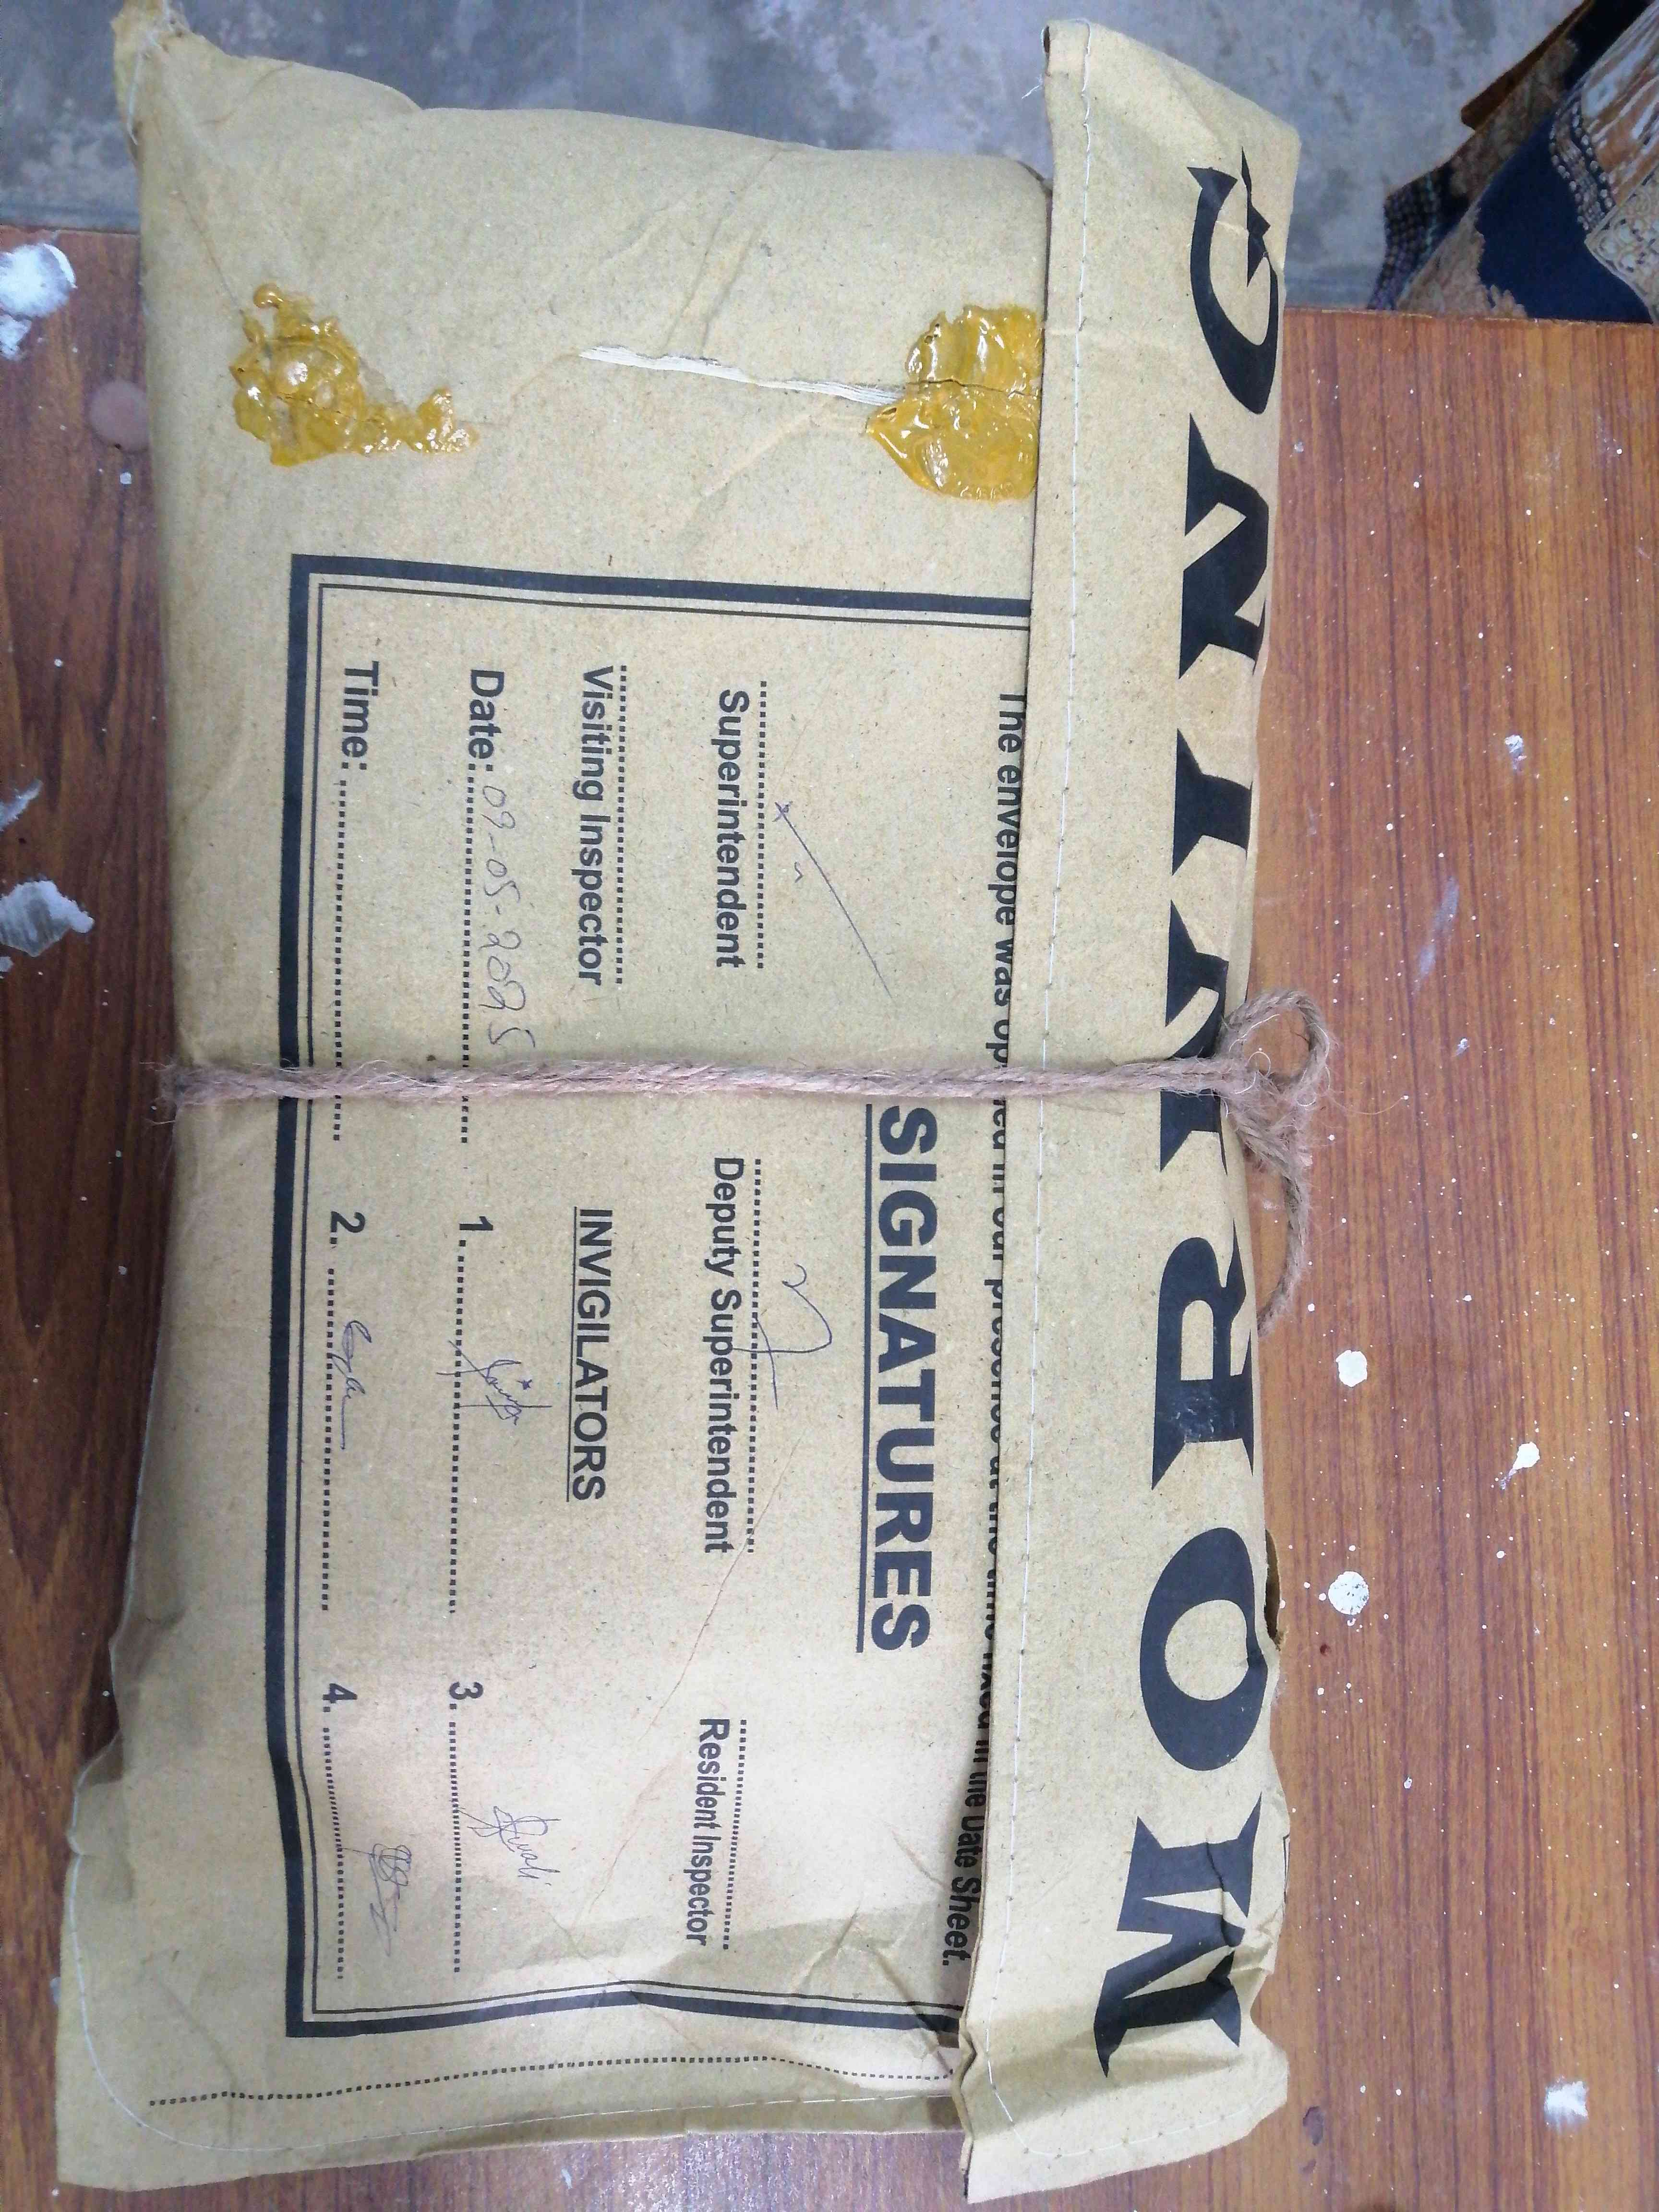 MORNING
The envelope was opened in our presence at the time fixed in the Date Sheet.
SIGNATURES
Superintendent
Deputy Superintendent
Resident Inspector
Visiting Inspector
INVIGILATORS
Date: 09-05-2025
1.
3.
Time:
2.
4.